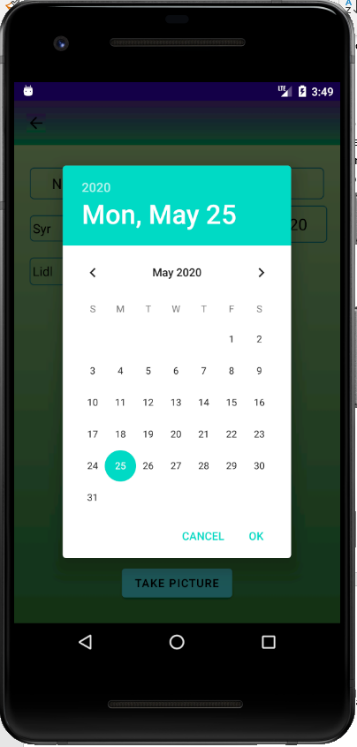 LTE 3:49
N
2020
Mon, May 25
Syr 20
May 2020
Lidl
S M T W T F S
1 2
3 4 5 6 7 8 9
10 11 12 13 14 15 16
17 18 19 20 21 22 23
24 25 26 27 28 29 30
31
CANCEL OK
TAKE PICTURE